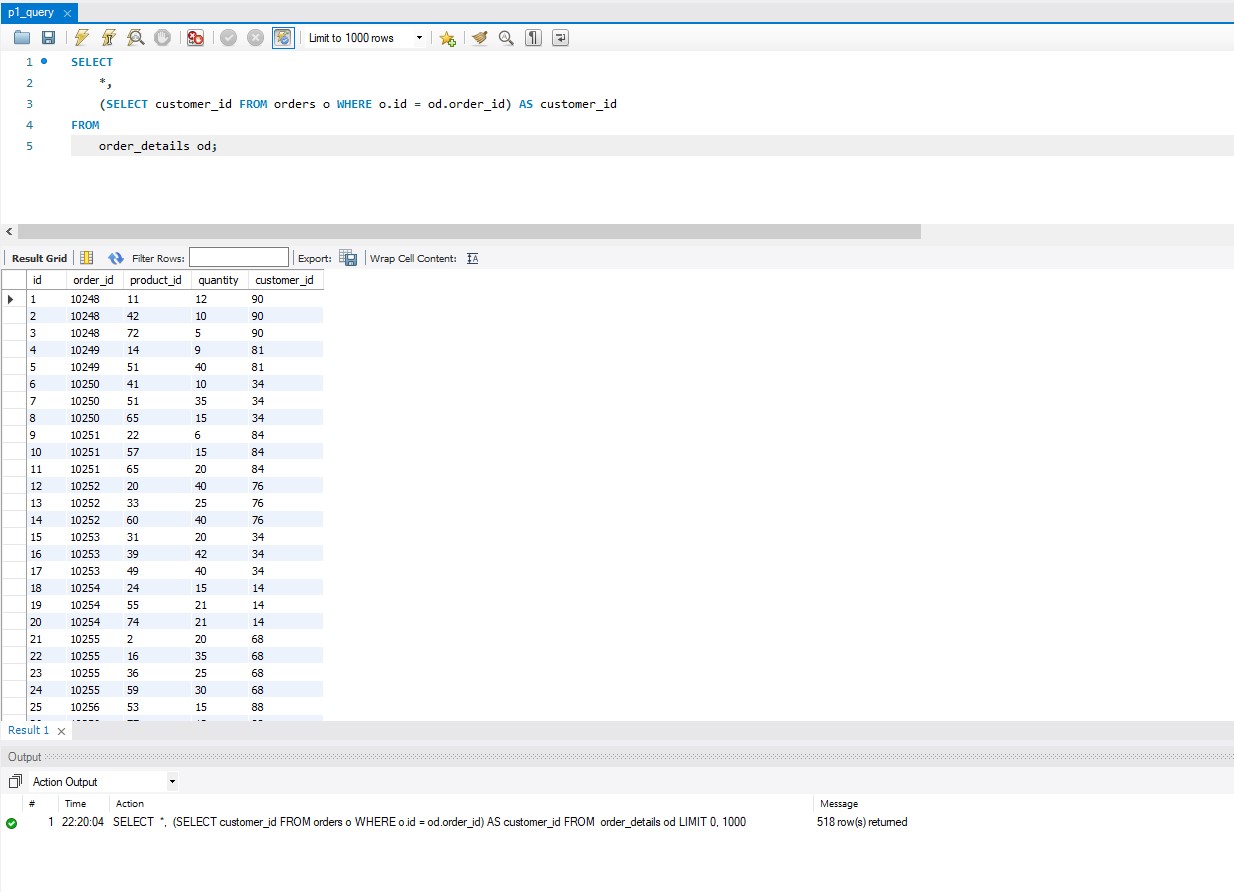 p1_query
Limit to 1000 rows
1 SELECT
2 *,
3 (SELECT customer_id FROM orders o WHERE o.id = od.order_id) AS customer_id
4 FROM
5 order_details od;
Result Grid Filter Rows: Export: Wrap Cell Content:
id order_id product_id quantity customer_id
1 10248 11 12 90
2 10248 42 10 90
3 10248 72 5 90
4 10249 14 9 81
5 10249 51 40 81
6 10250 41 10 34
7 10250 51 35 34
8 10250 65 15 34
9 10251 22 6 84
10 10251 57 15 84
11 10251 65 20 84
12 10252 20 40 76
13 10252 33 25 76
14 10252 60 40 76
15 10253 31 20 34
16 10253 39 42 34
17 10253 49 40 34
18 10254 24 15 14
19 10254 55 21 14
20 10254 74 21 14
21 10255 2 20 68
22 10255 16 35 68
23 10255 36 25 68
24 10255 59 30 68
25 10256 53 15 88
Result 1
Output
Action Output
# Time Action Message
1 22:20:04 SELECT *, (SELECT customer_id FROM orders o WHERE o.id = od.order_id) AS customer_id FROM order_details od LIMIT 0, 1000 518 row(s) returned